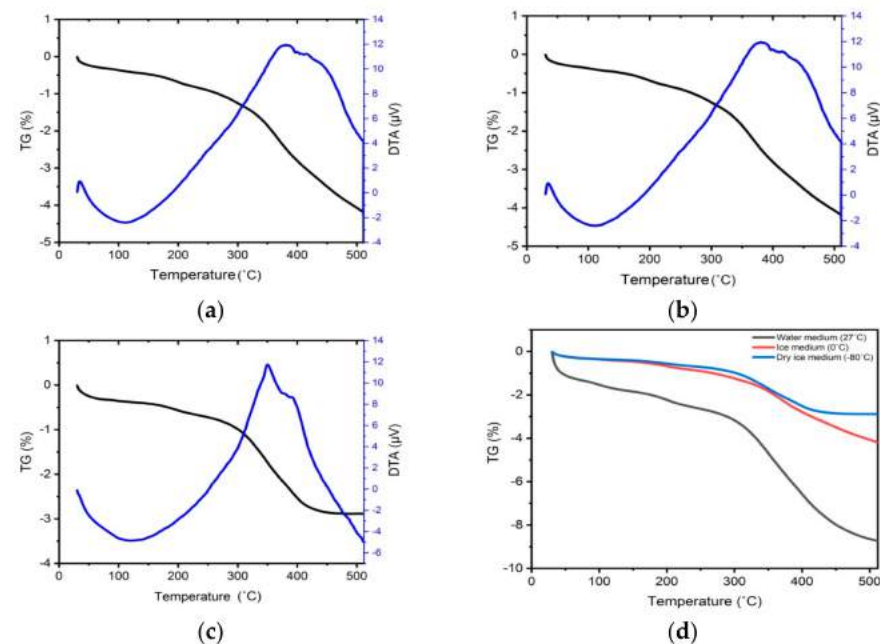 1
0
-1
-2
-3
-4
-5
TG (%)
14
12
10
8
6
4
2
0
-2
-4
DTA (µV)
0 100 200 300 400 500
Temperature (˚C)
(a)
1
0
-1
-2
-3
-4
-5
TG (%)
14
12
10
8
6
4
2
0
-2
-4
DTA (µV)
0 100 200 300 400 500
Temperature (˚C)
(b)
1
0
-1
-2
-3
-4
TG (%)
14
12
10
8
6
4
2
0
-2
-4
-6
DTA (µV)
0 100 200 300 400 500
Temperature (˚C)
(c)
Water medium (27˚C)
Ice medium (0˚C)
Dry ice medium (-80˚C)
0
-2
-4
-6
-8
-10
TG (%)
0 100 200 300 400 500
Temperature (˚C)
(d)